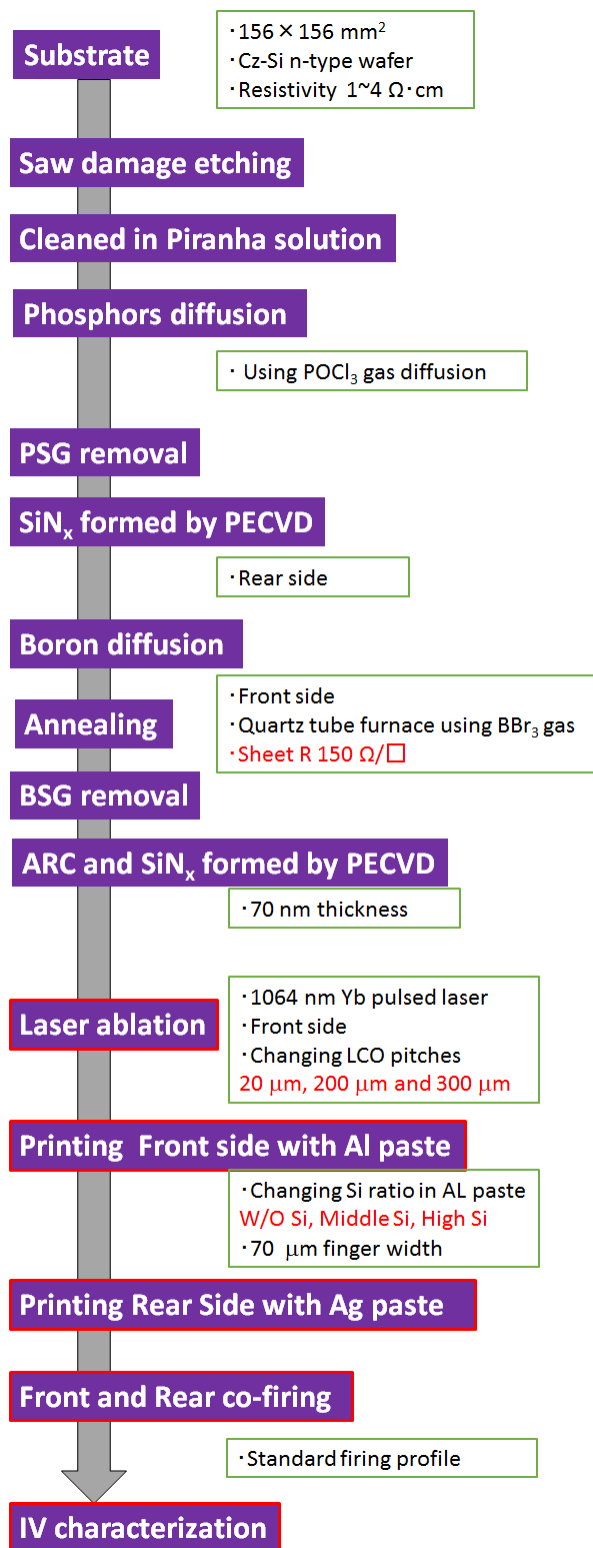 Substrate
・156 × 156 mm²
・Cz-Si n-type wafer
・Resistivity 1~4 Ω・cm
Saw damage etching
Cleaned in Piranha solution
Phosphors diffusion
・Using POCl₃ gas diffusion
PSG removal
SiNₓ formed by PECVD
・Rear side
Boron diffusion
Annealing
・Front side
・Quartz tube furnace using BBr₃ gas
・Sheet R 150 Ω/□
BSG removal
ARC and SiNₓ formed by PECVD
・70 nm thickness
Laser ablation
・1064 nm Yb pulsed laser
・Front side
・Changing LCO pitches
20 μm, 200 μm and 300 μm
Printing Front side with Al paste
・Changing Si ratio in AL paste
W/O Si, Middle Si, High Si
・70 μm finger width
Printing Rear Side with Ag paste
Front and Rear co-firing
・Standard firing profile
IV characterization